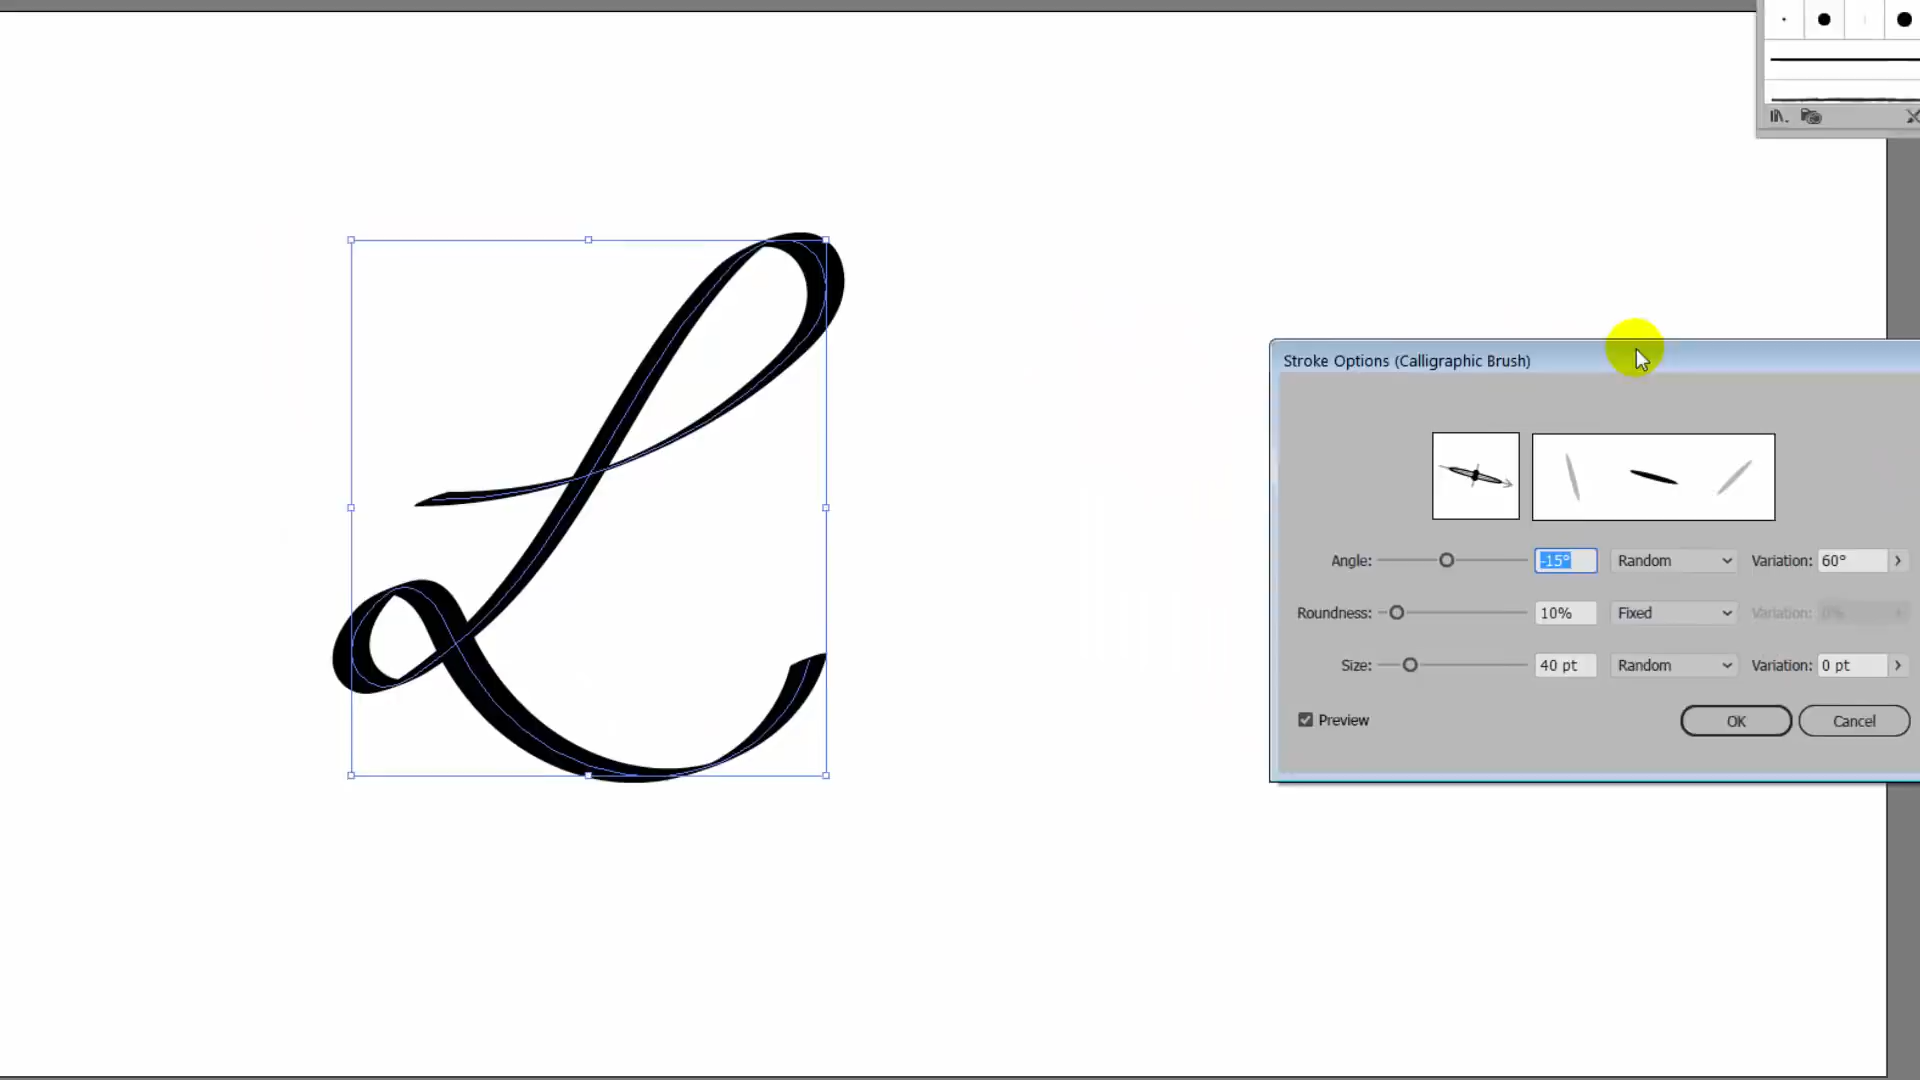 L
Stroke Options (Calligraphic Brush)
Angle: -15° Random Variation: 60°
Roundness: 10% Fixed Variation: 0%
Size: 40 pt Random Variation: 0 pt
Preview OK Cancel